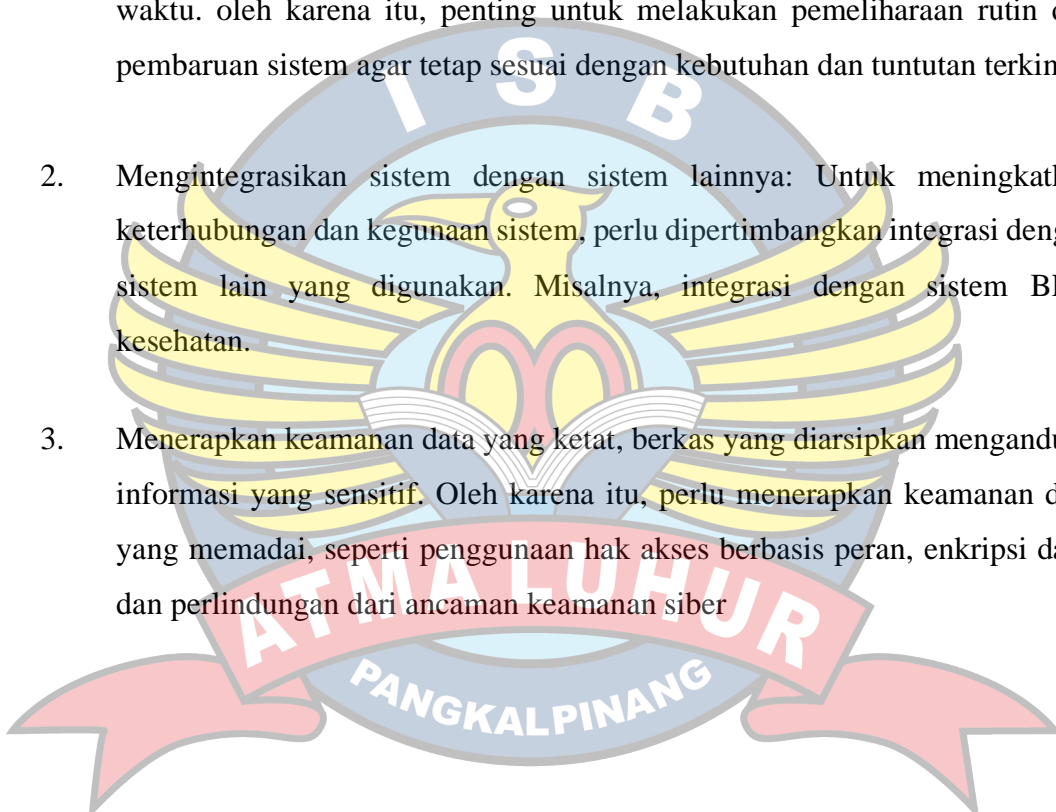 waktu. oleh karena itu, penting untuk melakukan pemeliharaan rutin
pembaruan sistem agar tetap sesuai dengan kebutuhan dan tuntutan
I S B
2. Mengintegrasikan sistem dengan sistem lainnya: Untuk
keterhubungan dan kegunaan sistem, perlu dipertimbangkan integrasi
sistem lain yang digunakan. Misalnya, integrasi dengan sistem
kesehatan.
3. Menerapkan keamanan data yang ketat, berkas yang diarsipkan
informasi yang sensitif. Oleh karena itu, perlu menerapkan keamanan
yang memadai, seperti penggunaan hak akses berbasis peran, enkripsi
dan perlindungan dari ancaman keamanan siber
ATMA LUHUR
PANGKALPINANG